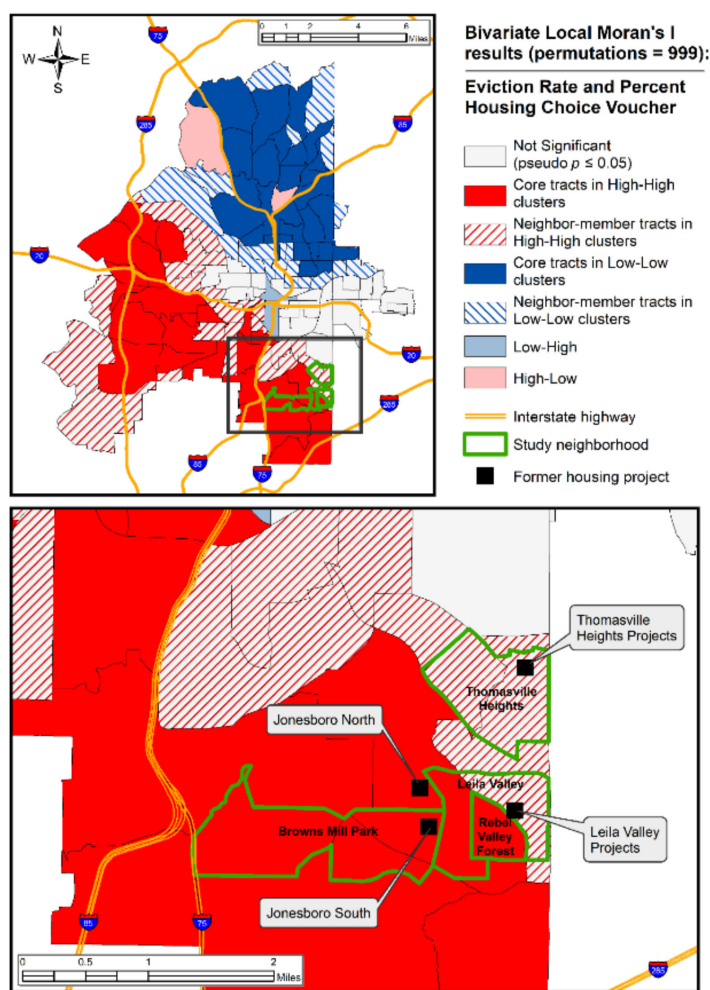 Bivariate Local Moran's I
results (permutations = 999):
Eviction Rate and Percent
Housing Choice Voucher
Not Significant
(pseudo p ≤ 0.05)
Core tracts in High-High
clusters
Neighbor-member tracts in
High-High clusters
Core tracts in Low-Low
clusters
Neighbor-member tracts in
Low-Low clusters
Low-High
High-Low
Interstate highway
Study neighborhood
Former housing project
N
W E
S
0 1 2 4 6
Miles
75
285
85
20
20
285
85
75
Thomasville
Heights Projects
Thomasville
Heights
Jonesboro North
Leila Valley
Browns Mill Park
Rebel
Valley
Forest
Leila Valley
Projects
Jonesboro South
85
75
285
0 0.5 1 2
Miles